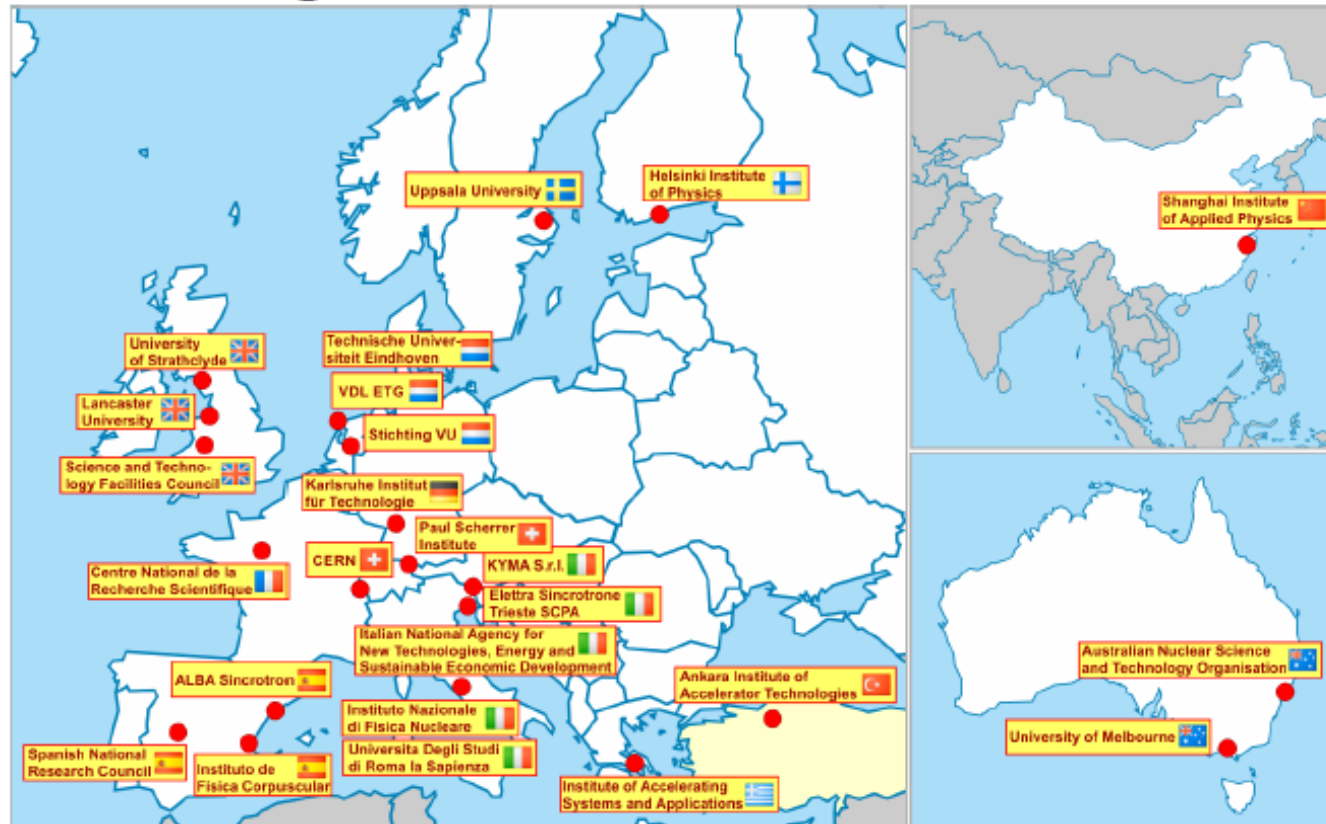 Uppsala University
Helsinki Institute
of Physics
Shanghai Institute
of Applied Physics
University
of Strathclyde
Technische Univer-
siteit Eindhoven
VDL ETG
Lancaster
University
Stichting VU
Science and Techno-
logy Facilities Council
Karlsruhe Institut
für Technologie
Paul Scherrer
Institute
CERN
KYMA S.r.l.
Centre National de la
Recherche Scientifique
Elettra Sincrotrone
Trieste SCPA
Italian National Agency for
New Technologies, Energy and
Sustainable Economic Development
ALBA Sincrotron
Ankara Institute of
Accelerator Technologies
Instituto Nazionale
di Fisica Nucleare
Universita Degli Studi
di Roma la Sapienza
Spanish National
Research Council
Instituto de
Fisica Corpuscular
Institute of Accelerating
Systems and Applications
Australian Nuclear Science
and Technology Organisation
University of Melbourne